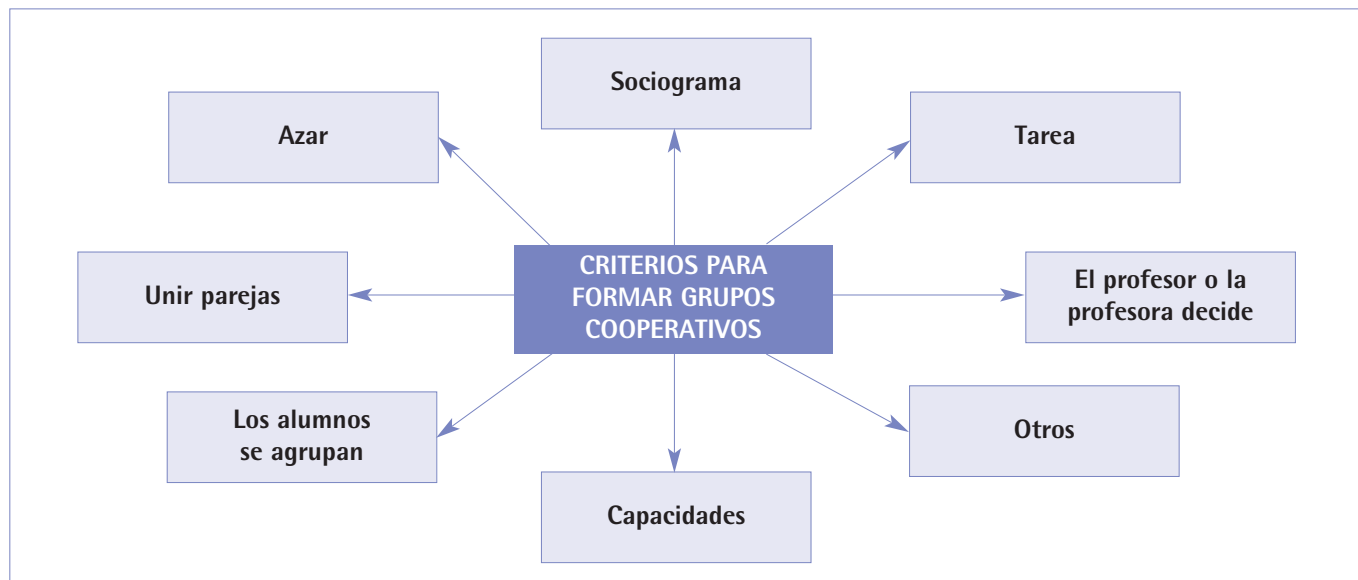 Sociograma
Azar
Tarea
CRITERIOS PARA
FORMAR GRUPOS
COOPERATIVOS
Unir parejas
El profesor o la
profesora decide
Los alumnos
se agrupan
Otros
Capacidades